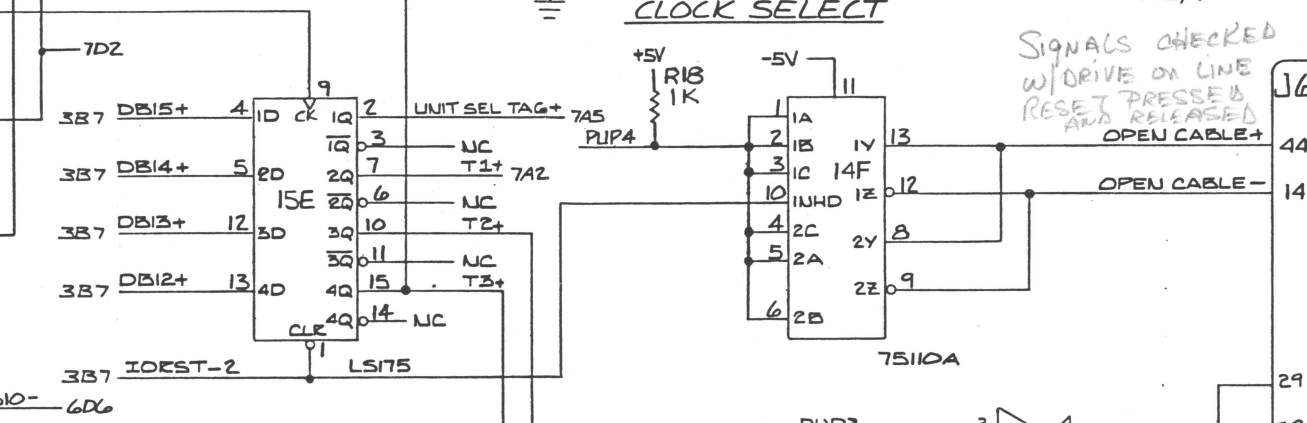 CLOCK SELECT
7D2
+5V
R18
1K
-5V
11
SIGNALS CHECKED
W/DRIVE ON LINE
RESET PRESSED
AND RELEASED
J6
9
3B7 DB15+ 4 1D CK 1Q 2 UNIT SEL TAG+ 7A5
1Q 3 NC
3B7 DB14+ 5 2D 2Q 7 T1+ 7A2
15E 2Q 6 NC
3B7 DB13+ 12 3D 3Q 10 T2+
3Q 11 NC
3B7 DB12+ 13 4D 4Q 15 T3+
4Q 14 NC
CLR
1
3B7 IORST-2 LS175
6D6
PUP4
1 1A
2 1B 1Y 13 OPEN CABLE+ 44
3 1C 14F
10 INHD 1Z 12 OPEN CABLE- 14
4 2C 2Y 8
5 2A
2Z 9
6 2B
75110A
29